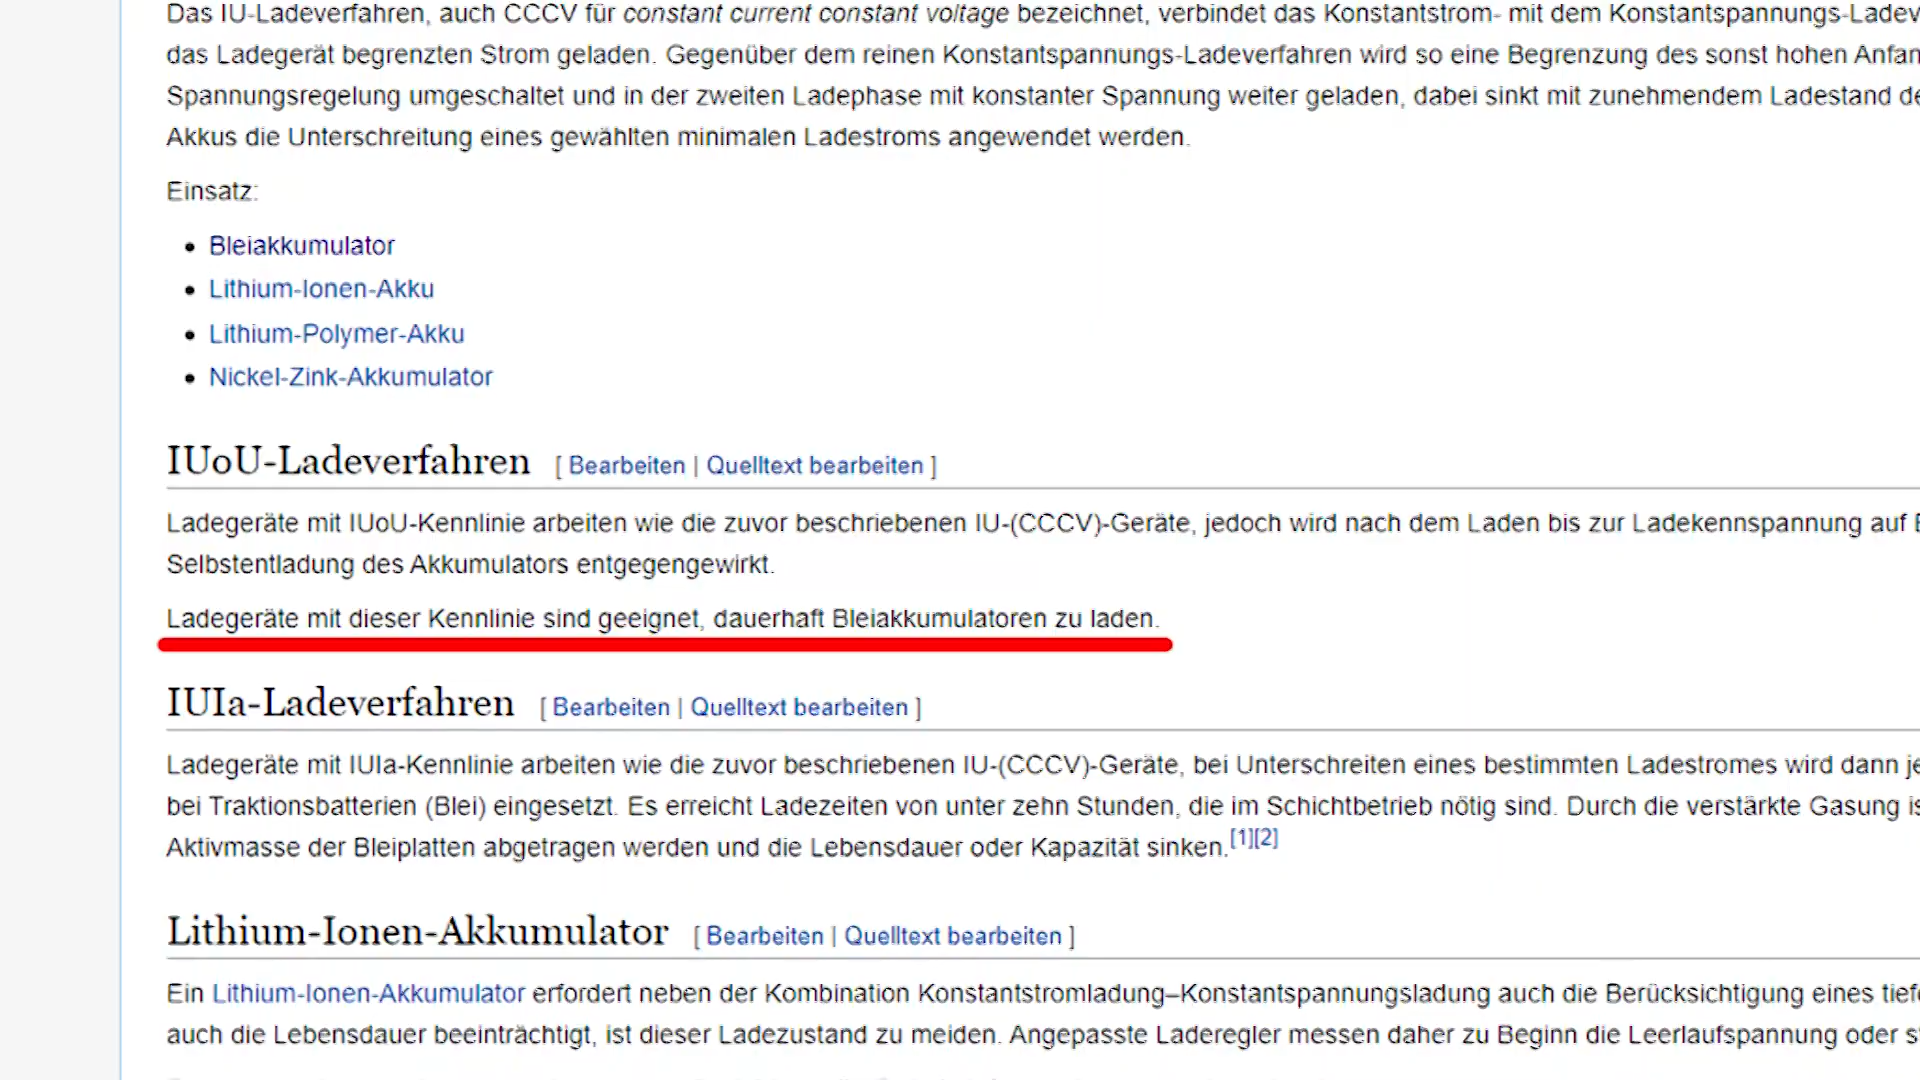 Das IU-Ladeverfahren, auch CCCV für constant current constant voltage bezeichnet, verbindet das Konstantstrom- mit dem Konstantspannungs-Ladev
das Ladegerät begrenzten Strom geladen. Gegenüber dem reinen Konstantspannungs-Ladeverfahren wird so eine Begrenzung des sonst hohen Anfan
Spannungsregelung umgeschaltet und in der zweiten Ladephase mit konstanter Spannung weiter geladen, dabei sinkt mit zunehmendem Ladestand de
Akkus die Unterschreitung eines gewählten minimalen Ladestroms angewendet werden.
Einsatz:
• Bleiakkumulator
• Lithium-Ionen-Akku
• Lithium-Polymer-Akku
• Nickel-Zink-Akkumulator
IUoU-Ladeverfahren [ Bearbeiten | Quelltext bearbeiten ]
Ladegeräte mit IUoU-Kennlinie arbeiten wie die zuvor beschriebenen IU-(CCCV)-Geräte, jedoch wird nach dem Laden bis zur Ladekennspannung auf
Selbstentladung des Akkumulators entgegengewirkt.
Ladegeräte mit dieser Kennlinie sind geeignet, dauerhaft Bleiakkumulatoren zu laden.
IUIa-Ladeverfahren [ Bearbeiten | Quelltext bearbeiten ]
Ladegeräte mit IUIa-Kennlinie arbeiten wie die zuvor beschriebenen IU-(CCCV)-Geräte, bei Unterschreiten eines bestimmten Ladestromes wird dann je
bei Traktionsbatterien (Blei) eingesetzt. Es erreicht Ladezeiten von unter zehn Stunden, die im Schichtbetrieb nötig sind. Durch die verstärkte Gasung is
Aktivmasse der Bleiplatten abgetragen werden und die Lebensdauer oder Kapazität sinken.[1][2]
Lithium-Ionen-Akkumulator [ Bearbeiten | Quelltext bearbeiten ]
Ein Lithium-Ionen-Akkumulator erfordert neben der Kombination Konstantstromladung–Konstantspannungsladung auch die Berücksichtigung eines tief
auch die Lebensdauer beeinträchtigt, ist dieser Ladezustand zu meiden. Angepasste Laderegler messen daher zu Beginn die Leerlaufspannung oder